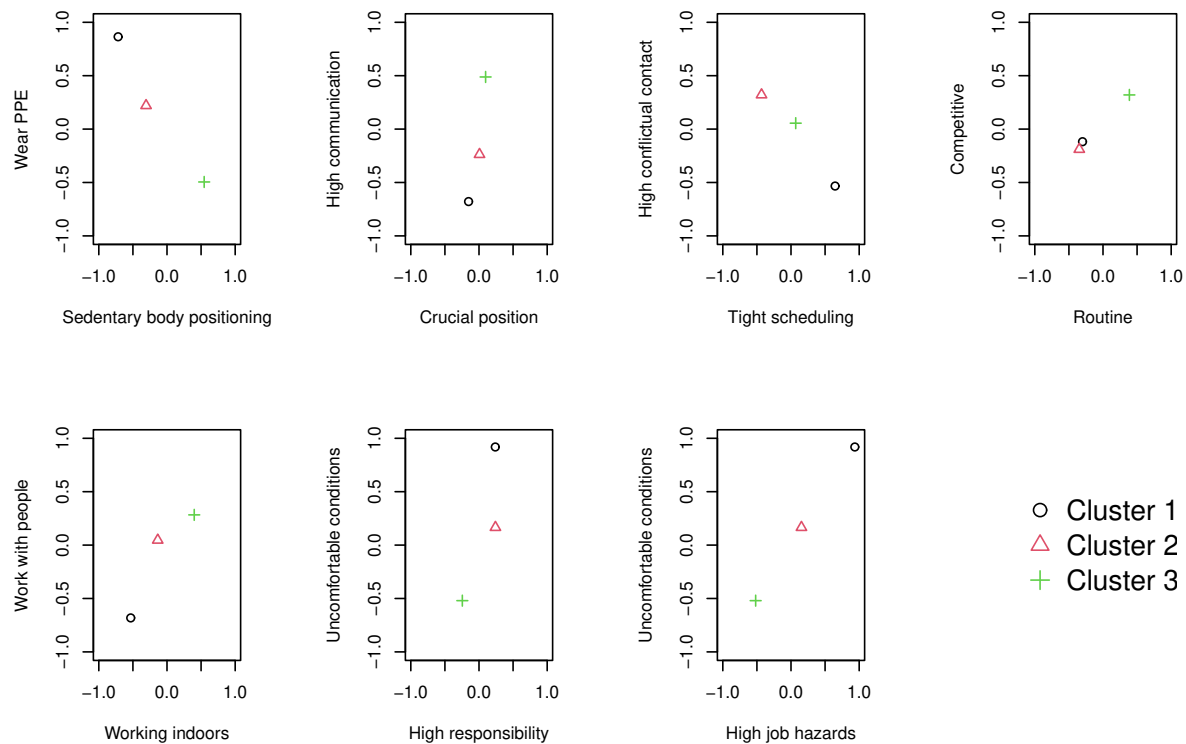 1.0
0.5
0.0
−0.5
−1.0
Wear PPE
−1.0 0.0 1.0
Sedentary body positioning
1.0
0.5
0.0
−0.5
−1.0
High communication
−1.0 0.0 1.0
Crucial position
1.0
0.5
0.0
−0.5
−1.0
High conflictual contact
−1.0 0.0 1.0
Tight scheduling
1.0
0.5
0.0
−0.5
−1.0
Competitive
−1.0 0.0 1.0
Routine
1.0
0.5
0.0
−0.5
−1.0
Work with people
−1.0 0.0 1.0
Working indoors
1.0
0.5
0.0
−0.5
−1.0
Uncomfortable conditions
−1.0 0.0 1.0
High responsibility
1.0
0.5
0.0
−0.5
−1.0
Uncomfortable conditions
−1.0 0.0 1.0
High job hazards
Cluster 1
Cluster 2
Cluster 3